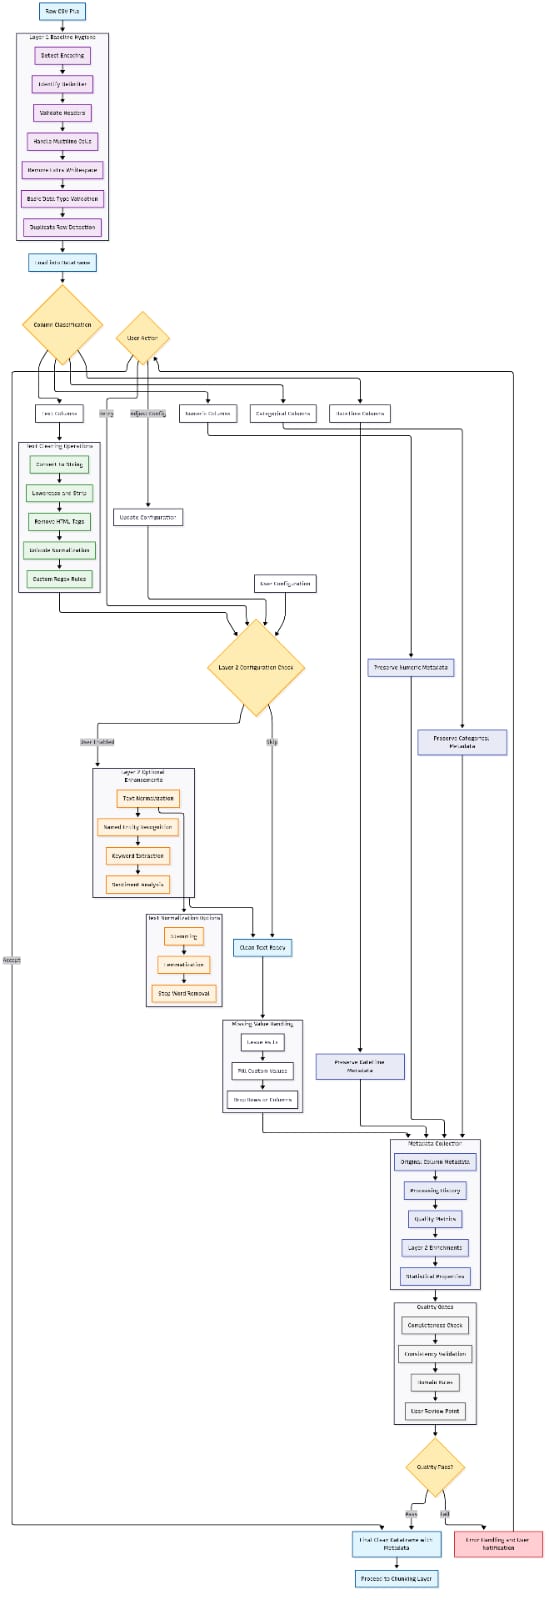 Raw CSV File
Layer 1 Baseline Hygiene
Detect Encoding
Identify Delimiter
Validate Headers
Handle Multiline Cells
Remove Extra Whitespace
Basic Data Type Validation
Duplicate Row Detection
Load into DataFrame
Column Classification
User Action
Text Columns
Retry
Adjust Config
Numeric Columns
Categorical Columns
Datetime Columns
Text Cleaning Operations
Convert to String
Lowercase and Strip
Remove HTML Tags
Unicode Normalization
Custom Regex Rules
Update Configuration
User Configuration
Layer 2 Configuration Check
Preserve Numeric Metadata
Preserve Categorical
Metadata
User Enabled
Skip
Layer 2 Optional
Enhancements
Text Normalization
Named Entity Recognition
Keyword Extraction
Sentiment Analysis
Text Normalization Options
Stemming
Lemmatization
Stop Word Removal
Clean Text Ready
Accept
Missing Value Handling
Leave As Is
Fill Custom Values
Drop Rows or Columns
Preserve Datetime
Metadata
Metadata Collection
Original Column Metadata
Processing History
Quality Metrics
Layer 2 Enrichments
Statistical Properties
Quality Gates
Completeness Check
Consistency Validation
Domain Rules
User Review Point
Quality Pass?
Pass
Fail
Final Clean DataFrame with
Metadata
Error Handling and User
Notification
Proceed to Chunking Layer